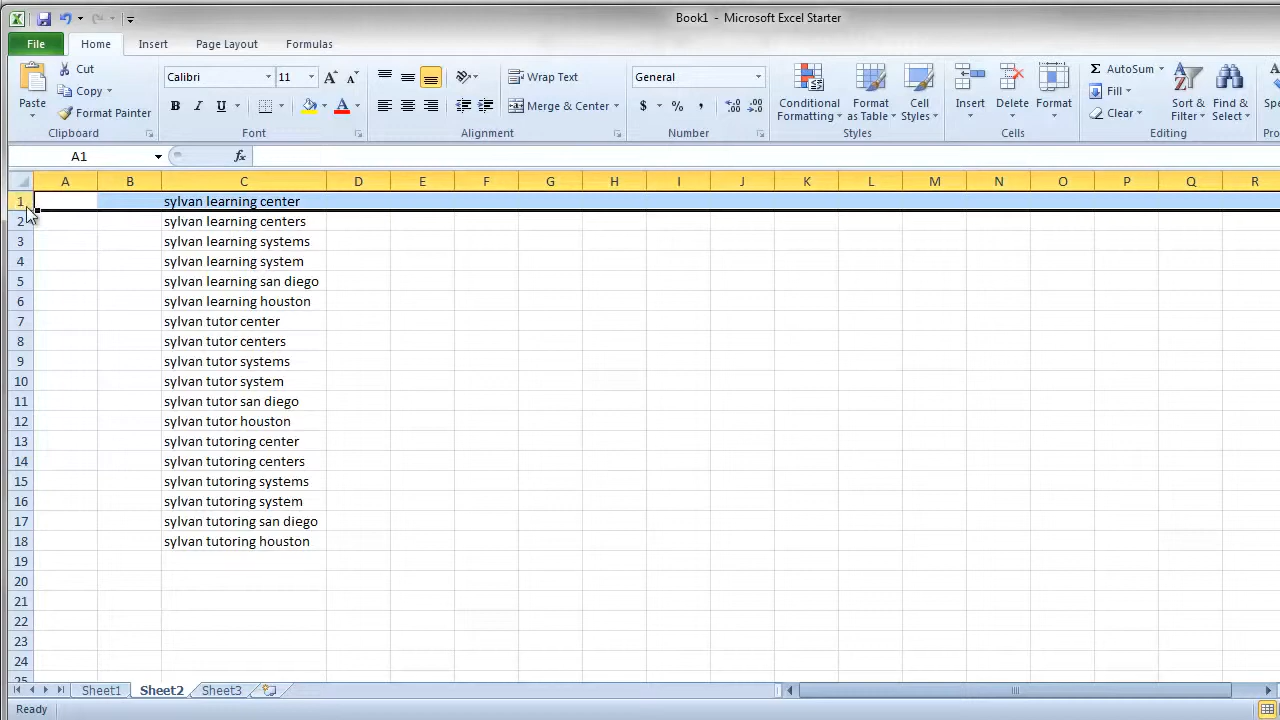 Book1 - Microsoft Excel Starter
File Home Insert Page Layout Formulas
Paste Cut Copy Format Painter Clipboard
Calibri 11 A A B I U A Font
Wrap Text Merge & Center Alignment
General $ % , .0 .00 .00 .0 Number
Conditional Formatting Format as Table Cell Styles Styles
Insert Delete Format Cells
Σ AutoSum Fill Clear Sort & Filter Find & Select Editing
A1 fx
A B C D E F G H I J K L M N O P Q R
1 sylvan learning center
2 sylvan learning centers
3 sylvan learning systems
4 sylvan learning system
5 sylvan learning san diego
6 sylvan learning houston
7 sylvan tutor center
8 sylvan tutor centers
9 sylvan tutor systems
10 sylvan tutor system
11 sylvan tutor san diego
12 sylvan tutor houston
13 sylvan tutoring center
14 sylvan tutoring centers
15 sylvan tutoring systems
16 sylvan tutoring system
17 sylvan tutoring san diego
18 sylvan tutoring houston
19
20
21
22
23
24
25
Sheet1 Sheet2 Sheet3
Ready